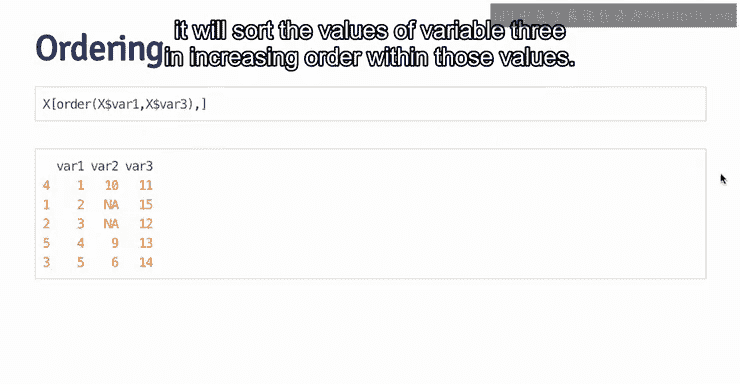 it will sort the values of variable three
Ordering in increasing order within those values.
X[order(X$var1,X$var3),]
var1 var2 var3
4 1 10 11
1 2 NA 15
2 3 NA 12
5 4 9 13
3 5 6 14